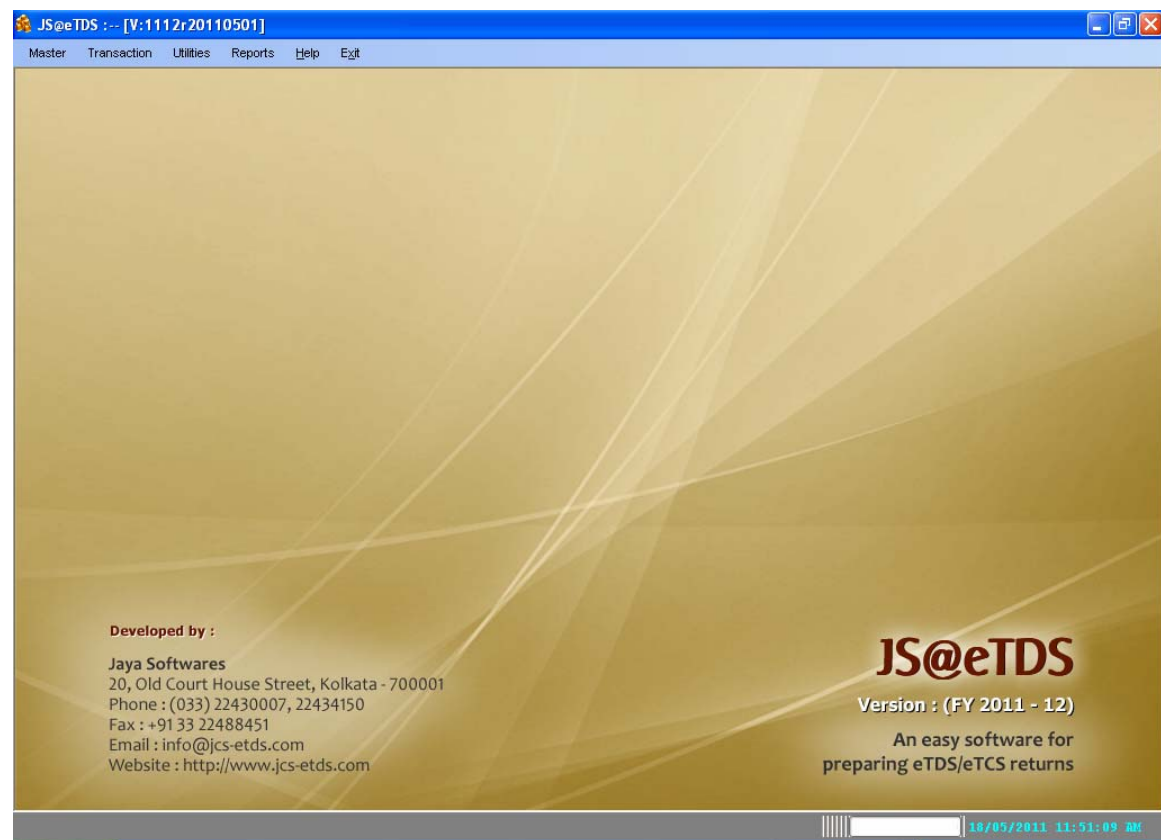 JS@eTDS :-- [V:1112r20110501]
Master Transaction Utilities Reports Help Exit
Developed by :
Jaya Softwares
20, Old Court House Street, Kolkata - 700001
Phone : (033) 22430007, 22434150
Fax : +91 33 22488451
Email : info@jcs-etds.com
Website : http://www.jcs-etds.com
JS@eTDS
Version : (FY 2011 - 12)
An easy software for
preparing eTDS/eTCS returns
18/05/2011 11:51:09 AM